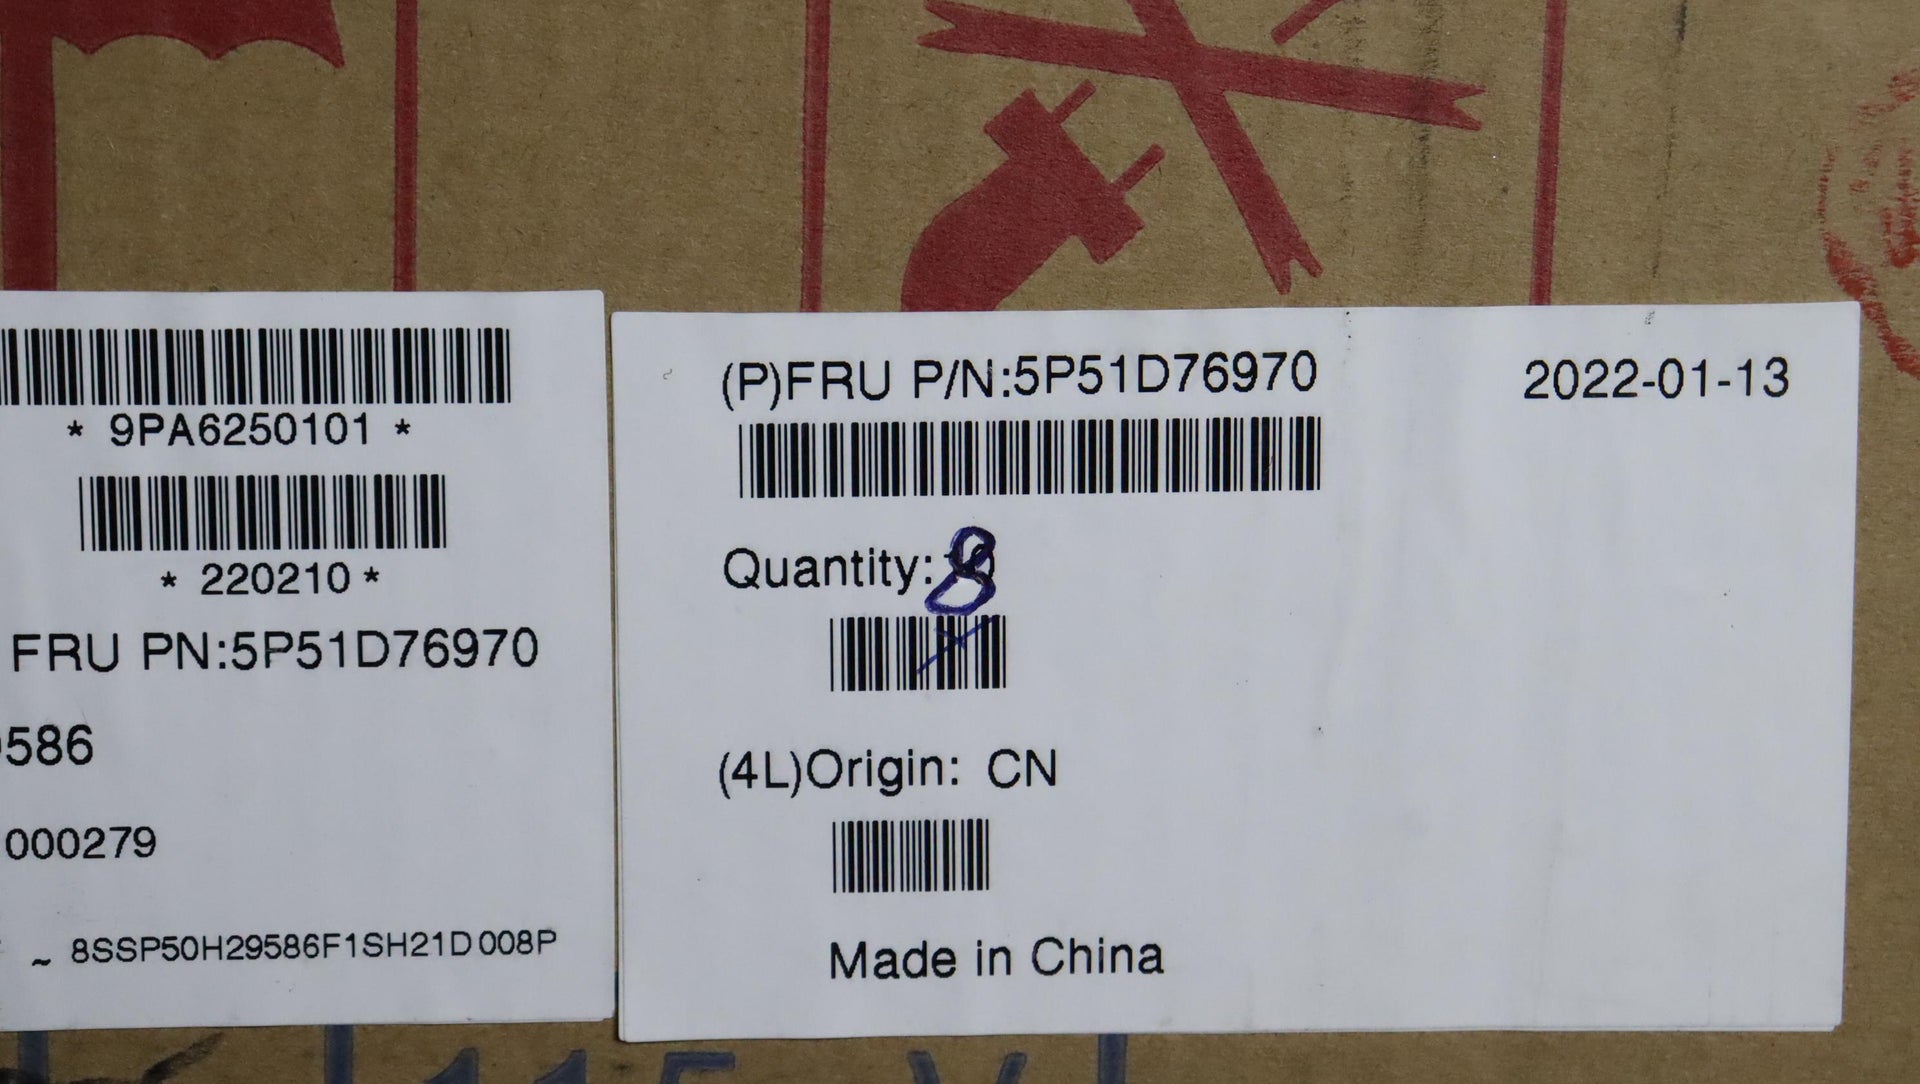 * 9PA6250101 *
* 220210 *
FRU PN:5P51D76970
586
000279
~ 8SSP50H29586F1SH21D008P
(P)FRU P/N:5P51D76970
2022-01-13
Quantity:8
(4L)Origin: CN
Made in China